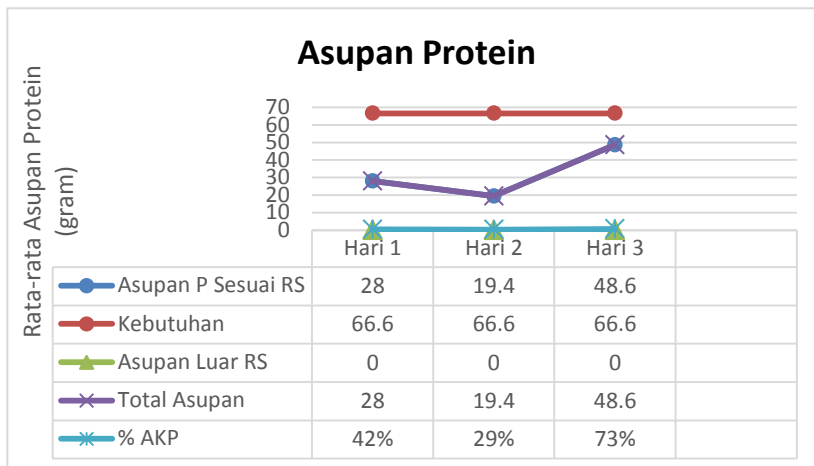 Asupan Protein
Rata-rata Asupan Protein
(gram)
70
60
50
40
30
20
10
0
Hari 1 Hari 2 Hari 3
Asupan P Sesuai RS 28 19.4 48.6
Kebutuhan 66.6 66.6 66.6
Asupan Luar RS 0 0 0
Total Asupan 28 19.4 48.6
% AKP 42% 29% 73%